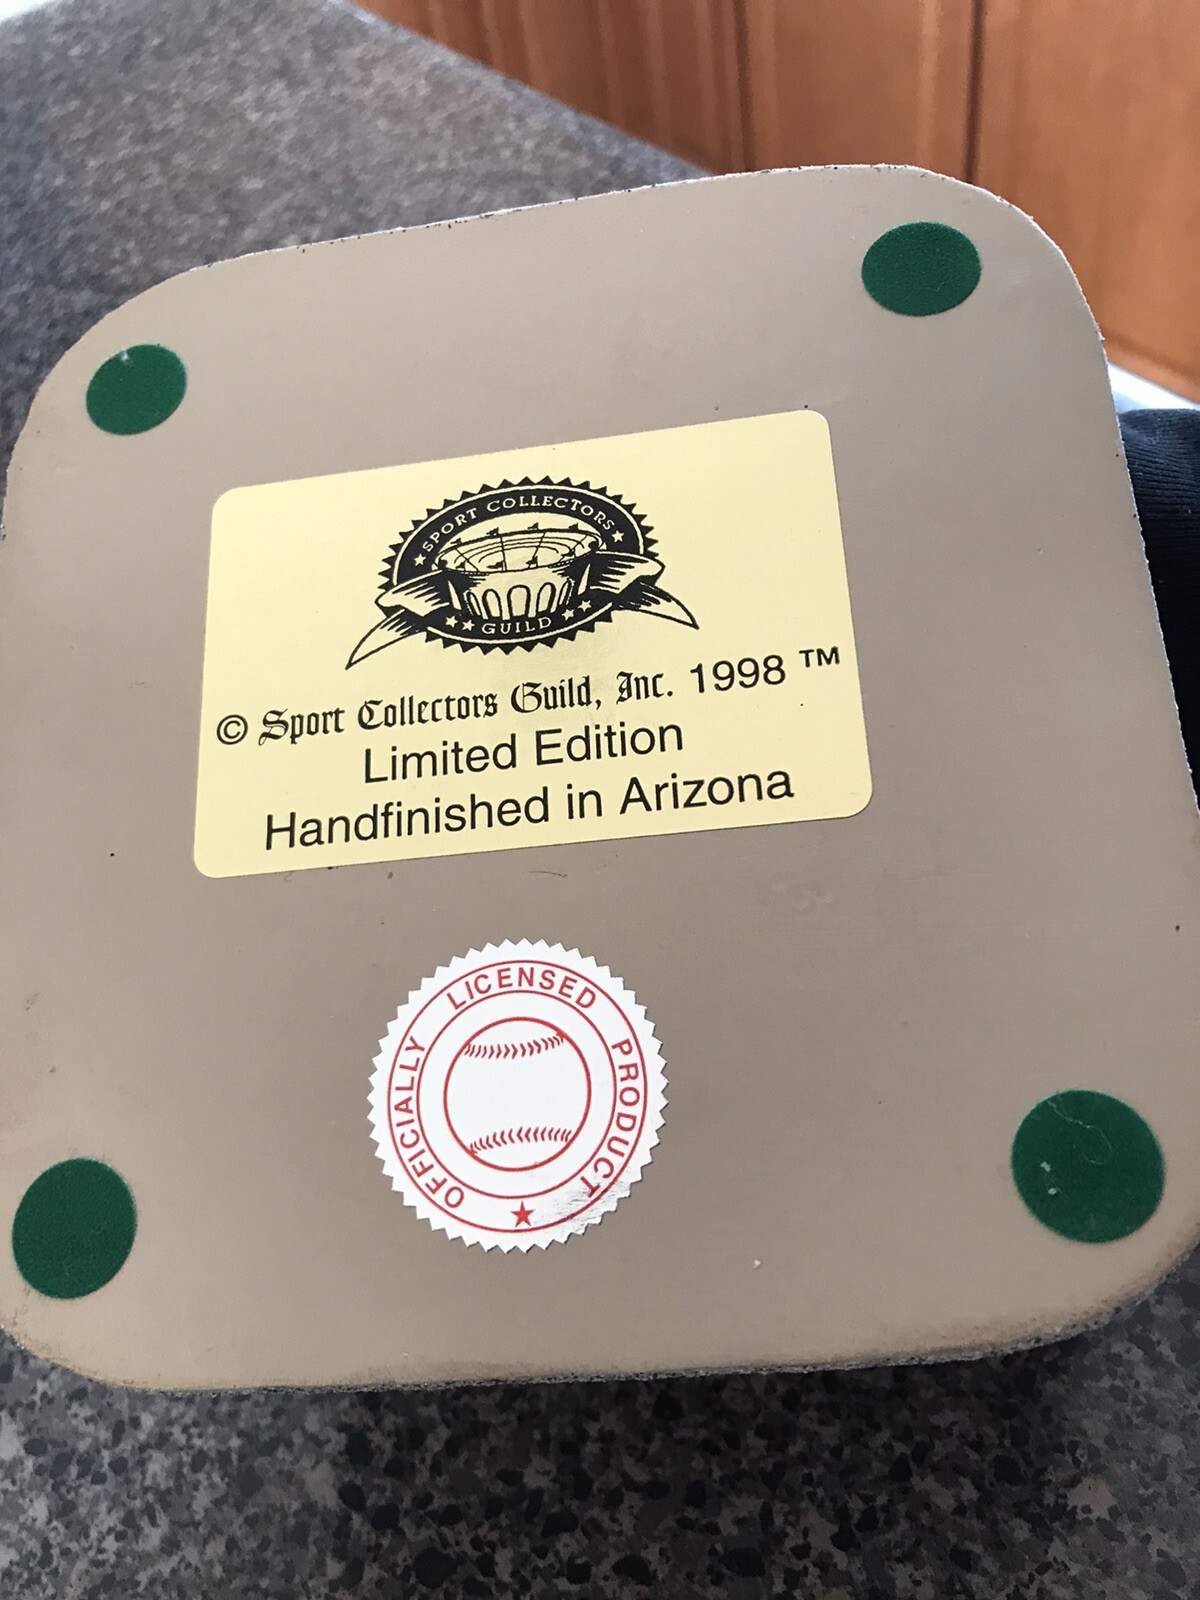 ★ SPORT COLLECTORS ★
★★ GUILD ★★
© Sport Collectors Guild, Inc. 1998 ™
Limited Edition
Handfinished in Arizona
OFFICIALLY LICENSED PRODUCT ★